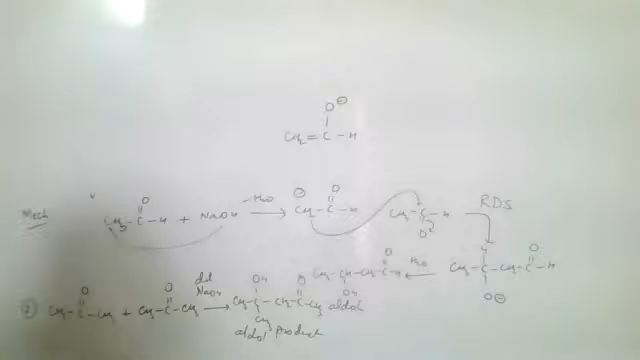 O⊖
CH2 = C - H
Mech
O
CH3 - C - H + NaOH
-H2O
⊖ O
CH2 - C - H
CH3 - C - H
O
RDS
H O
CH3 - C - CH2 - C - H
O⊖
H2O
O
CH3 - CH - CH2 - C - H
OH
② O O
CH3 - C - CH3 + CH3 - C - CH3
dil
NaOH
OH O
CH3 - C - CH2 - C - CH3 aldol
CH3
aldol product